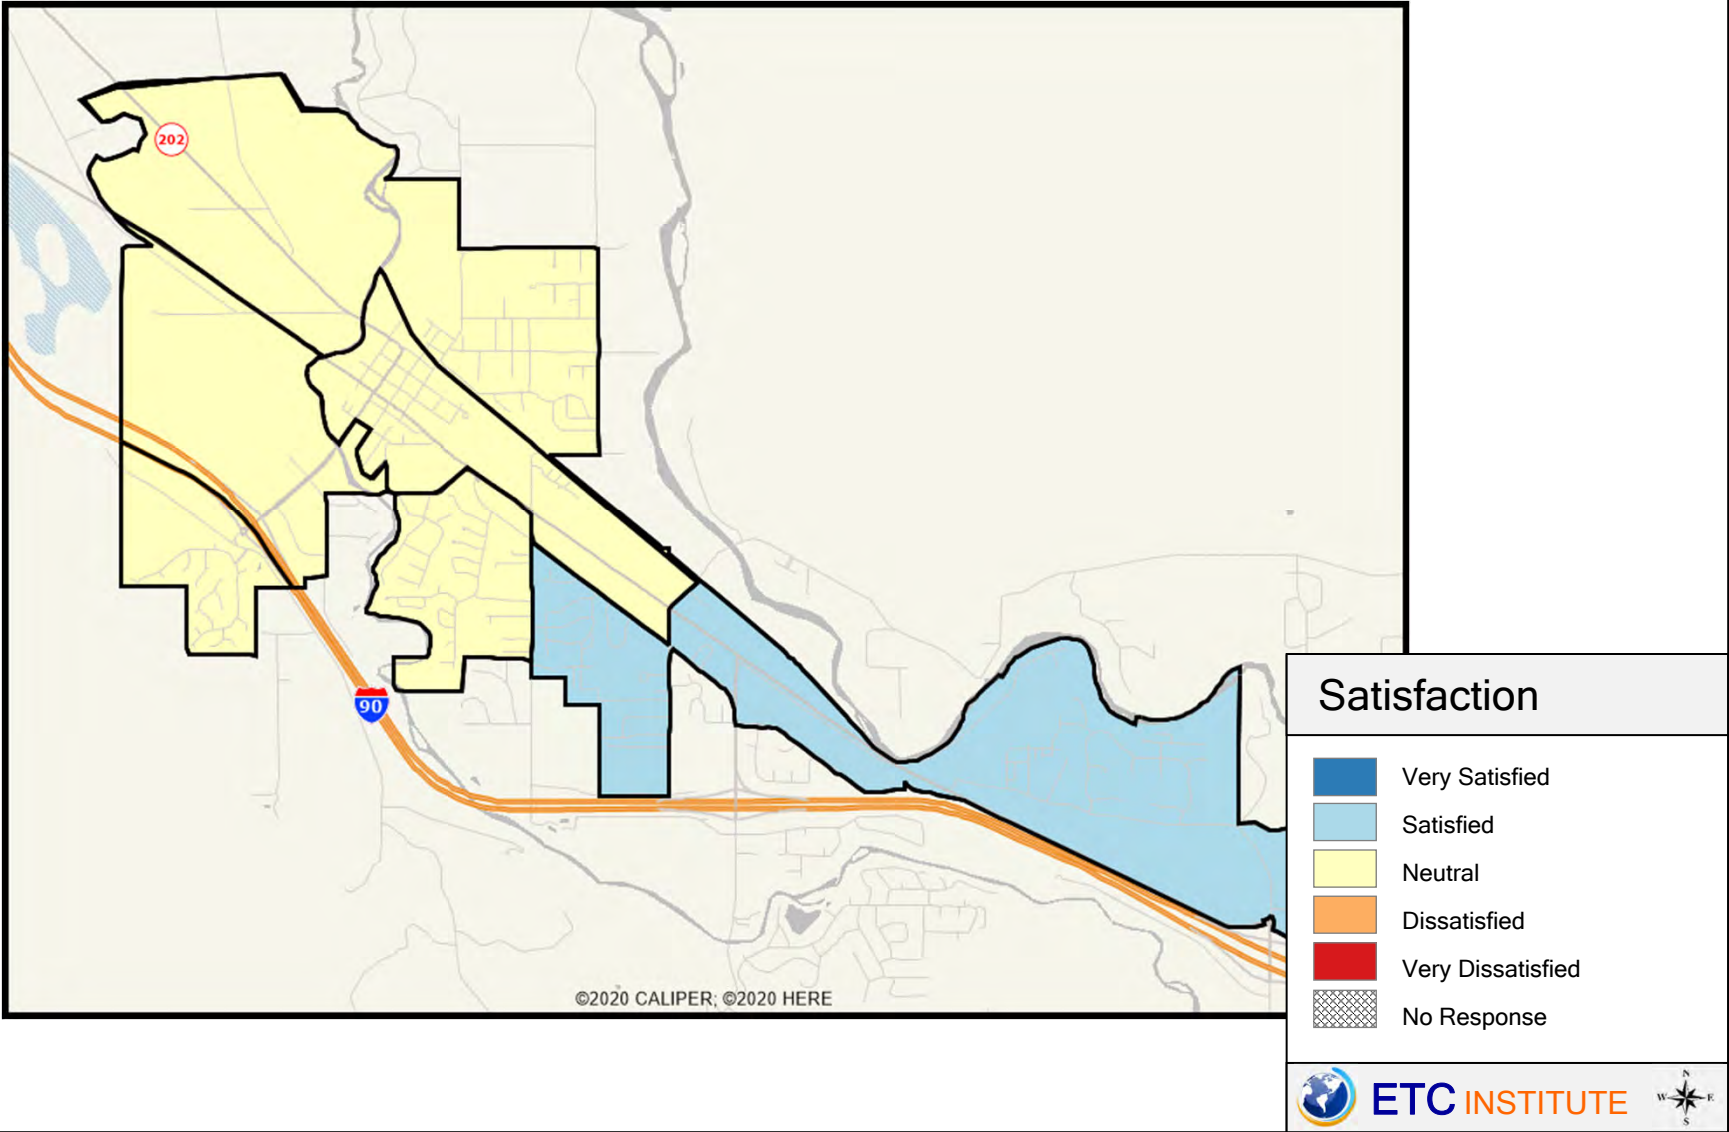 202
90
©2020 CALIPER; ©2020 HERE
Satisfaction
Very Satisfied
Satisfied
Neutral
Dissatisfied
Very Dissatisfied
No Response
ETC INSTITUTE
N
W E
S